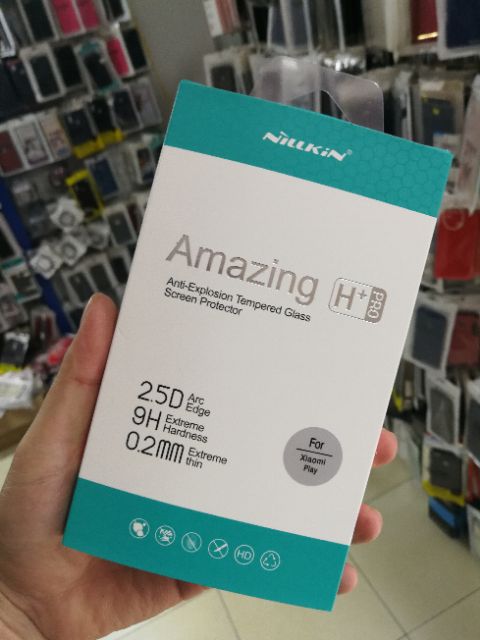 NILLKIN®
Amazing H+ PRO
Anti-Explosion Tempered Glass
Screen Protector
2.5D Arc Edge
9H Extreme Hardness
0.2mm Extreme thin
For
Xiaomi
Play
HD